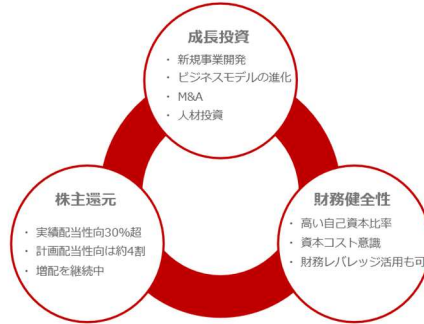 成長投資
・ 新規事業開発
・ ビジネスモデルの進化
・ M&A
・ 人材投資
株主還元
・ 実績配当性向30%超
・ 計画配当性向は約4割
・ 増配を継続中
財務健全性
・ 高い自己資本比率
・ 資本コスト意識
・ 財務レバレッジ活用も可